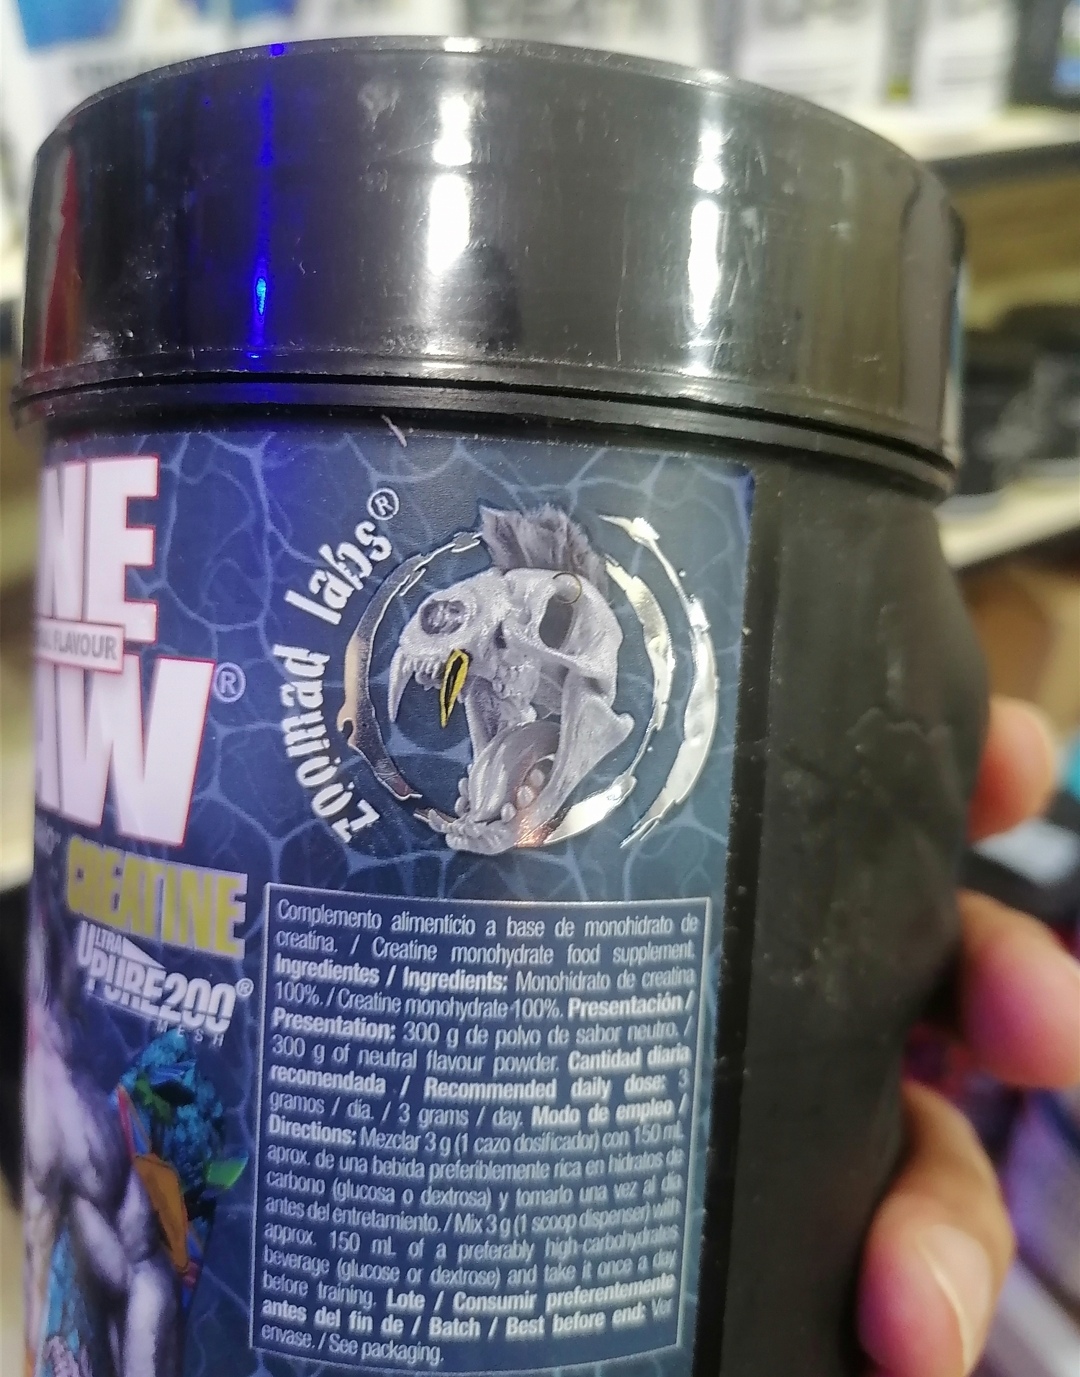 NE
FLAVOUR
AW®
CREATINE
ULTRA
PURE200®
MESH
zoomad labs®
Complemento alimenticio a base de monohidrato de
creatina. / Creatine monohydrate food supplement.
Ingredientes / Ingredients: Monohidrato de creatina
100%. / Creatine monohydrate 100%. Presentación /
Presentation: 300 g de polvo de sabor neutro. /
300 g of neutral flavour powder. Cantidad diaria
recomendada / Recommended daily dose: 3
gramos / día. / 3 grams / day. Modo de empleo /
Directions: Mezclar 3 g (1 cazo dosificador) con 150 mL
aprox. de una bebida preferiblemente rica en hidratos de
carbono (glucosa o dextrosa) y tomarlo una vez al día
antes del entretamiento. / Mix 3 g (1 scoop dispenser) with
approx. 150 mL of a preferably high-carbohydrates
beverage (glucose or dextrose) and take it once a day
before training. Lote / Consumir preferentemente
antes del fin de / Batch / Best before end: Ver
envase. / See packaging.